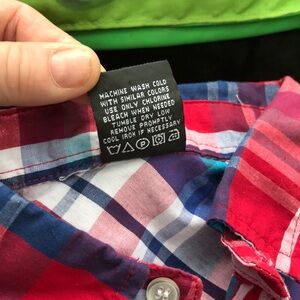 MACHINE WASH COLD
WITH SIMILAR COLORS
USE ONLY CHLORINE
BLEACH WHEN NEEDED
TUMBLE DRY LOW
REMOVE PROMPTLY
COOL IRON IF NECESSARY